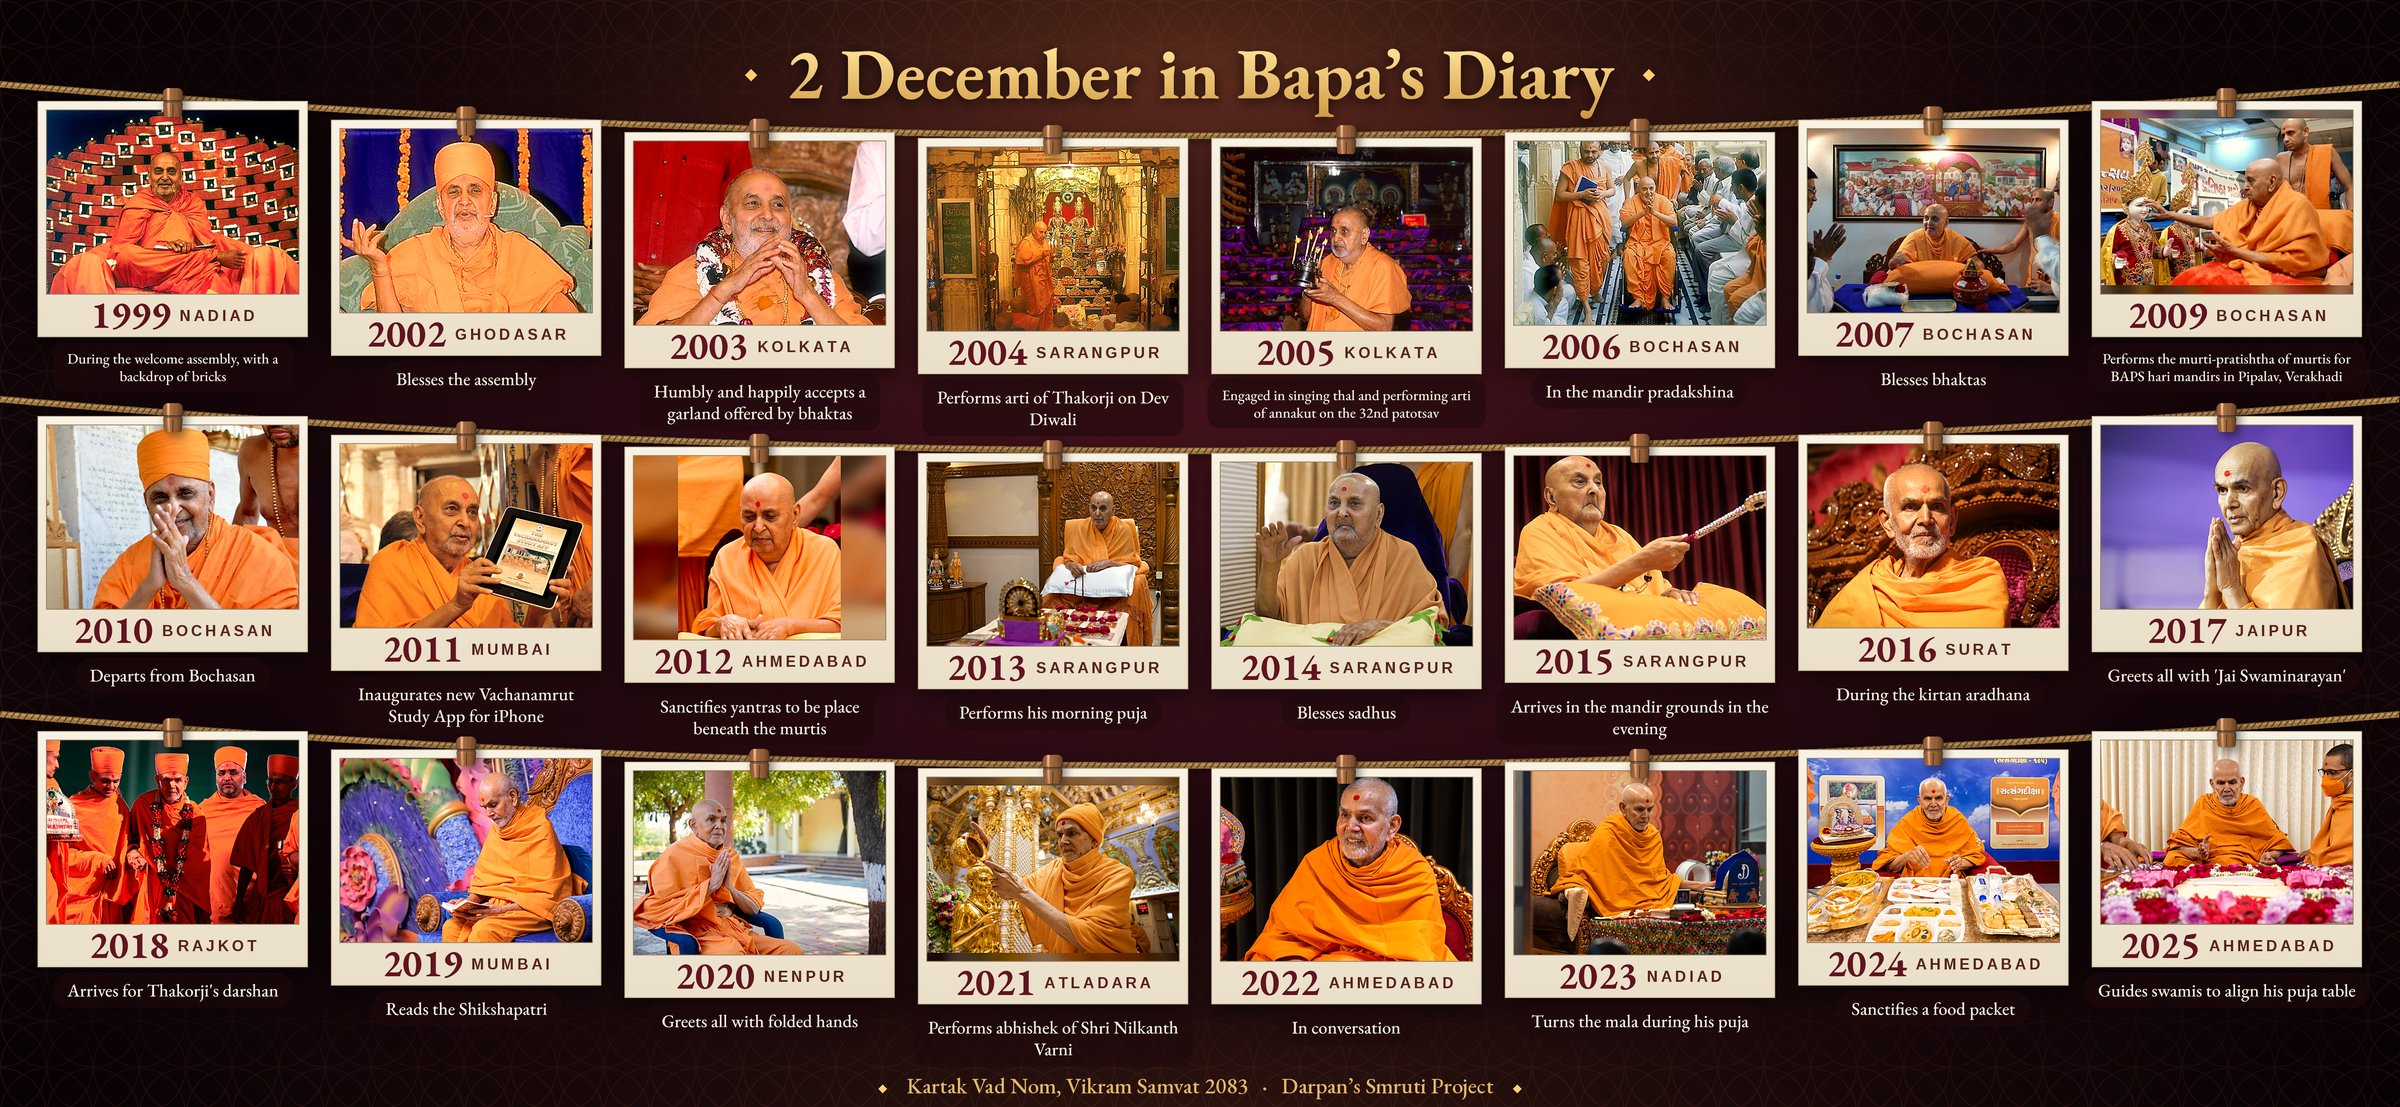 2 December in Bapa’s Diary
1999 NADIAD
During the welcome assembly, with a
backdrop of bricks
2002 GHODASAR
Blesses the assembly
2003 KOLKATA
Humbly and happily accepts a
garland offered by bhaktas
2004 SARANGPUR
Performs arti of Thakorji on Dev
Diwali
2005 KOLKATA
Engaged in singing thal and performing arti
of annakut on the 32nd patotsav
2006 BOCHASAN
In the mandir pradakshina
2007 BOCHASAN
Blesses bhaktas
2009 BOCHASAN
Performs the murti-pratishtha of murtis for
BAPS hari mandirs in Pipalav, Verakhadi
2010 BOCHASAN
Departs from Bochasan
VACHANAMRUT
STUDY APP
2011 MUMBAI
Inaugurates new Vachanamrut
Study App for iPhone
2012 AHMEDABAD
Sanctifies yantras to be place
beneath the murtis
2013 SARANGPUR
Performs his morning puja
2014 SARANGPUR
Blesses sadhus
2015 SARANGPUR
Arrives in the mandir grounds in the
evening
2016 SURAT
During the kirtan aradhana
2017 JAIPUR
Greets all with 'Jai Swaminarayan'
2018 RAJKOT
Arrives for Thakorji's darshan
2019 MUMBAI
Reads the Shikshapatri
2020 NENPUR
Greets all with folded hands
2021 ATLADARA
Performs abhishek of Shri Nilkanth
Varni
2022 AHMEDABAD
In conversation
2023 NADIAD
Turns the mala during his puja
(સત્સંગદીક્ષા - ૧૨૫)
॥સત્સંગદીક્ષા॥
2024 AHMEDABAD
Sanctifies a food packet
2025 AHMEDABAD
Guides swamis to align his puja table
Kartak Vad Nom, Vikram Samvat 2083 · Darpan’s Smruti Project